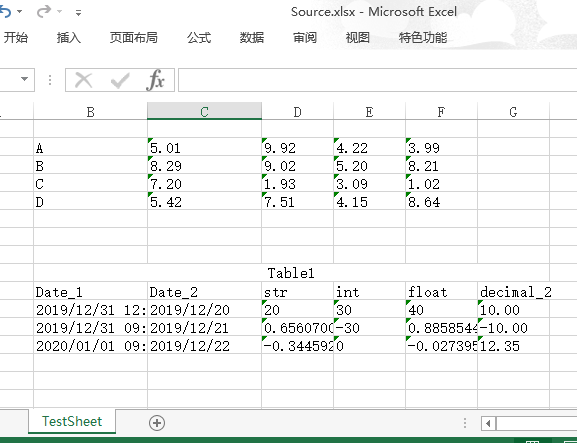 Source.xlsx - Microsoft Excel
开始 插入 页面布局 公式 数据 审阅 视图 特色功能
fx
B C D E F G
A 5.01 9.92 4.22 3.99
B 8.29 9.02 5.20 8.21
C 7.20 1.93 3.09 1.02
D 5.42 7.51 4.15 8.64
Table1
Date_1 Date_2 str int float decimal_2
2019/12/31 12: 2019/12/20 20 30 40 10.00
2019/12/31 09: 2019/12/21 0.6560700 -30 0.8858544 -10.00
2020/01/01 09: 2019/12/22 -0.344592 0 -0.027395 12.35
TestSheet